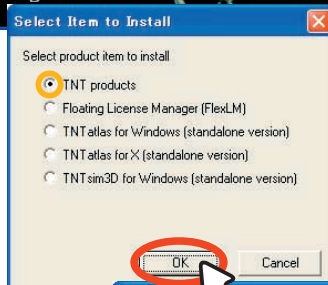 Select Item to Install
Select product item to install
TNT products
Floating License Manager (FlexLM)
TNTatlas for Windows (standalone version)
TNTatlas for X (standalone version)
TNTsim3D for Windows (standalone version)
OK
Cancel